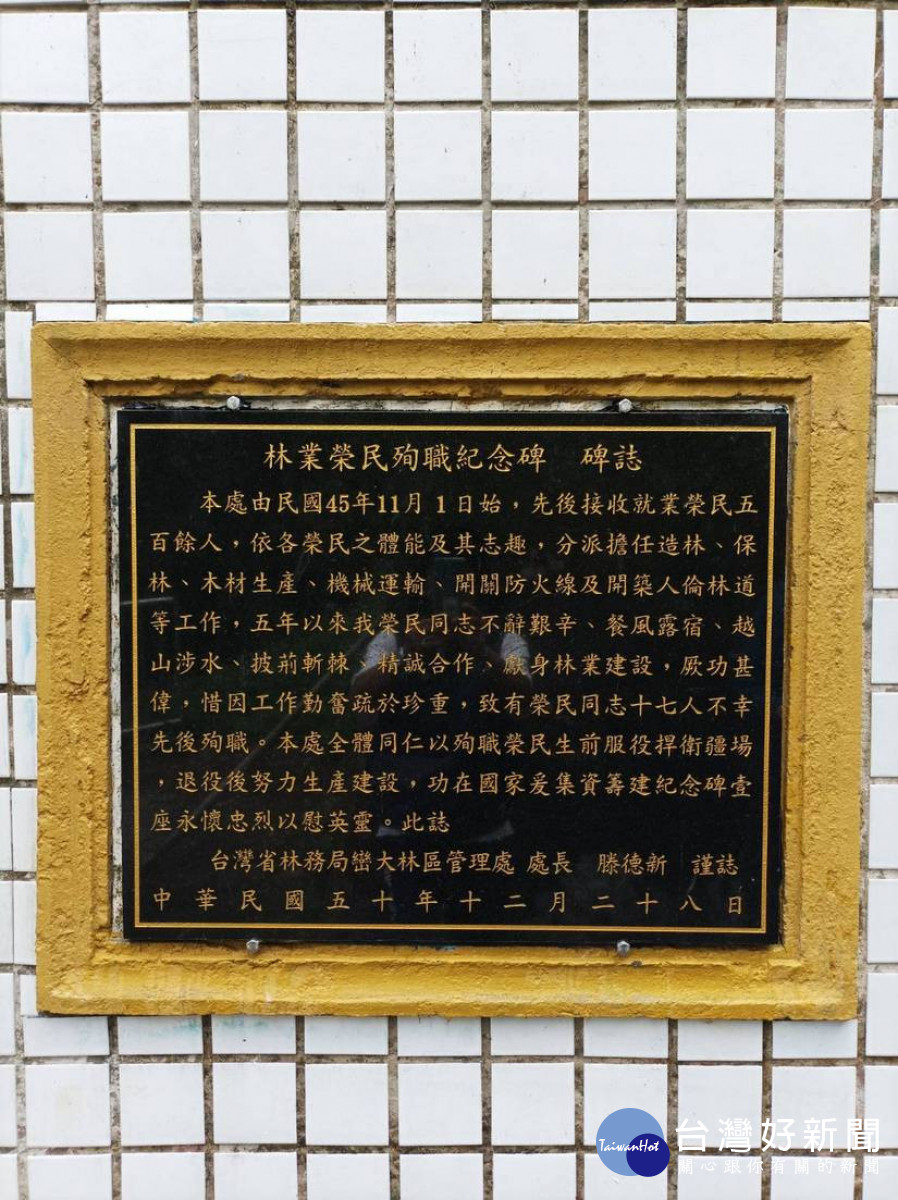 林業榮民殉職紀念碑 碑誌
本處由民國45年11月1日始，先後接收就業榮民五
百餘人，依各榮民之體能及其志趣，分派擔任造林、保
林、木材生產、機械運輸、開闢防火線及開築人倫林道
等工作，五年以來我榮民同志不辭艱辛、餐風露宿、越
山涉水、披荊斬棘、精誠合作、獻身林業建設，厥功甚
偉，惜因工作勤奮疏於珍重，致有榮民同志十七人不幸
先後殉職。本處全體同仁以殉職榮民生前服役捍衛疆場
，退役後努力生產建設，功在國家爰集資籌建紀念碑壹
座永懷忠烈以慰英靈。此誌
台灣省林務局巒大林區管理處 處長 滕德新 謹誌
中華民國五十年十二月二十八日
TaiwanHot
台灣好新聞
關心跟你有關的新聞